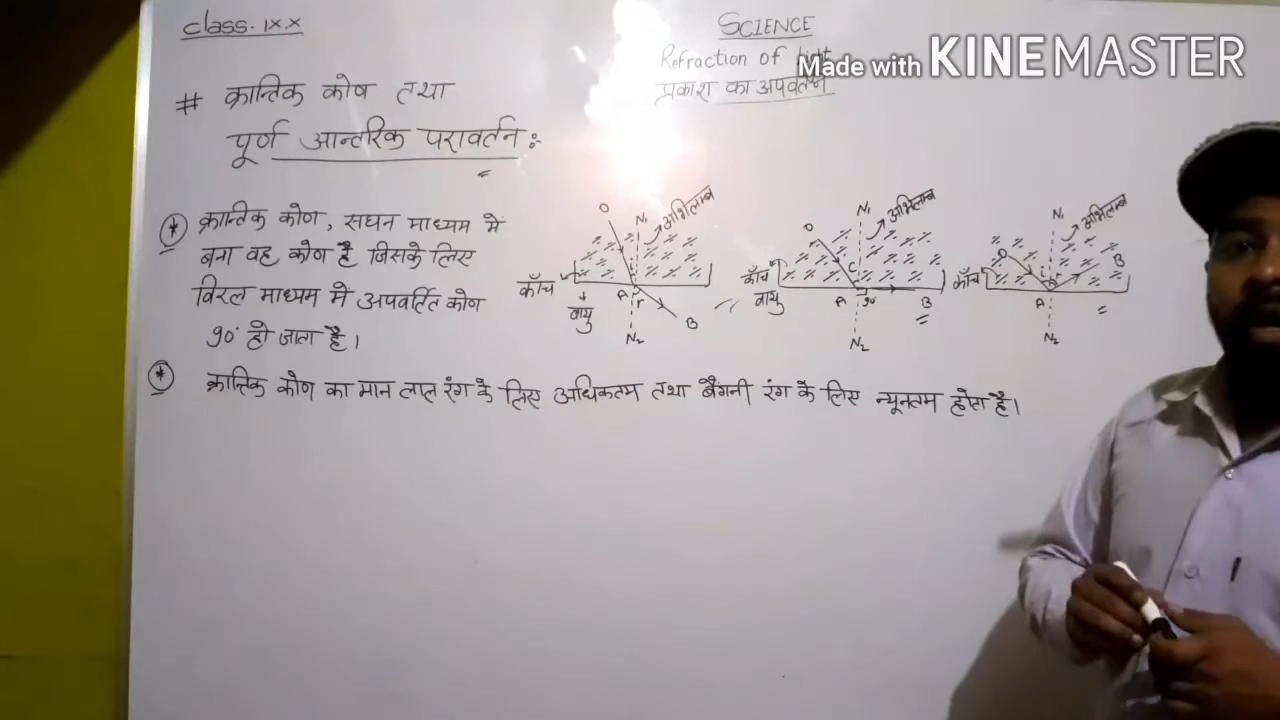 class. IX X
SCIENCE
Refraction of light
Made with KINEMASTER
प्रकाश का अपवर्तन
# क्रान्तिक कोष तथा
पूर्ण आन्तरिक परावर्तन :-
* क्रान्तिक कोण, सघन माध्यम में
बना वह कोण है जिसके लिए
विरल माध्यम मे अपवर्तित कोण
90° हो जाता है।
O N₁ अभिलम्ब
काँच
वायु
A r B
N₂
O N₁ अभिलम्ब
काँच
वायु
C
A 90° B
N₂
N₁ अभिलम्ब
O B
काँच
i r
A
N₂
* क्रान्तिक कोण का मान लाल रंग के लिए अधिकतम तथा बैंगनी रंग के लिए न्यूनतम होता है।